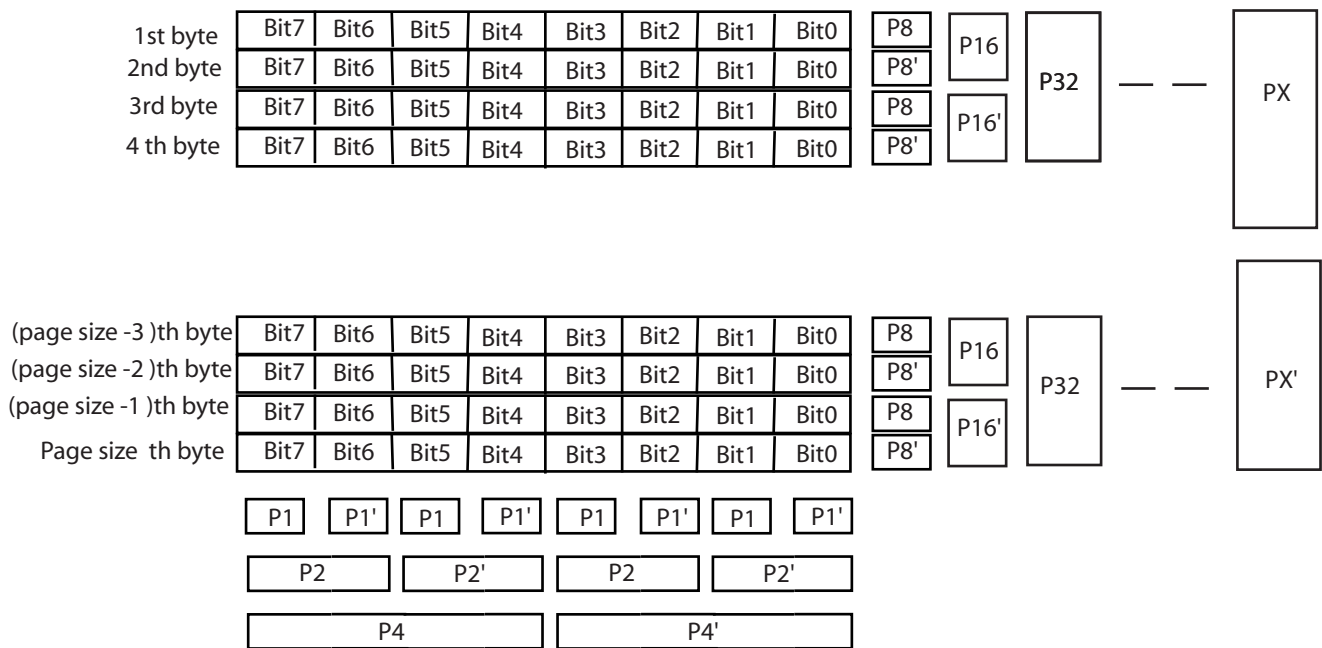 1st byte Bit7 Bit6 Bit5 Bit4 Bit3 Bit2 Bit1 Bit0 P8 P16 P32 PX
2nd byte Bit7 Bit6 Bit5 Bit4 Bit3 Bit2 Bit1 Bit0 P8'
3rd byte Bit7 Bit6 Bit5 Bit4 Bit3 Bit2 Bit1 Bit0 P8 P16'
4 th byte Bit7 Bit6 Bit5 Bit4 Bit3 Bit2 Bit1 Bit0 P8'
(page size -3 )th byte Bit7 Bit6 Bit5 Bit4 Bit3 Bit2 Bit1 Bit0 P8 P16 P32 PX'
(page size -2 )th byte Bit7 Bit6 Bit5 Bit4 Bit3 Bit2 Bit1 Bit0 P8'
(page size -1 )th byte Bit7 Bit6 Bit5 Bit4 Bit3 Bit2 Bit1 Bit0 P8 P16'
Page size th byte Bit7 Bit6 Bit5 Bit4 Bit3 Bit2 Bit1 Bit0 P8'
P1 P1' P1 P1' P1 P1' P1 P1'
P2 P2' P2 P2'
P4 P4'